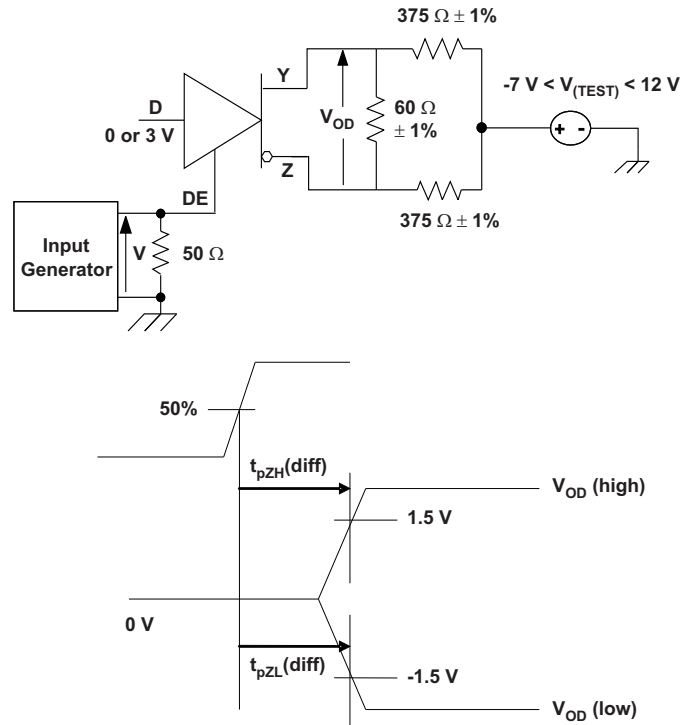 375 Ω ± 1%
Y
-7 V < V(TEST) < 12 V
D
0 or 3 V
VOD
60 Ω
± 1%
Z
DE
375 Ω ± 1%
Input
Generator
V
50 Ω
+ -
50%
tpZH(diff)
VOD (high)
1.5 V
0 V
tpZL(diff)
-1.5 V
VOD (low)